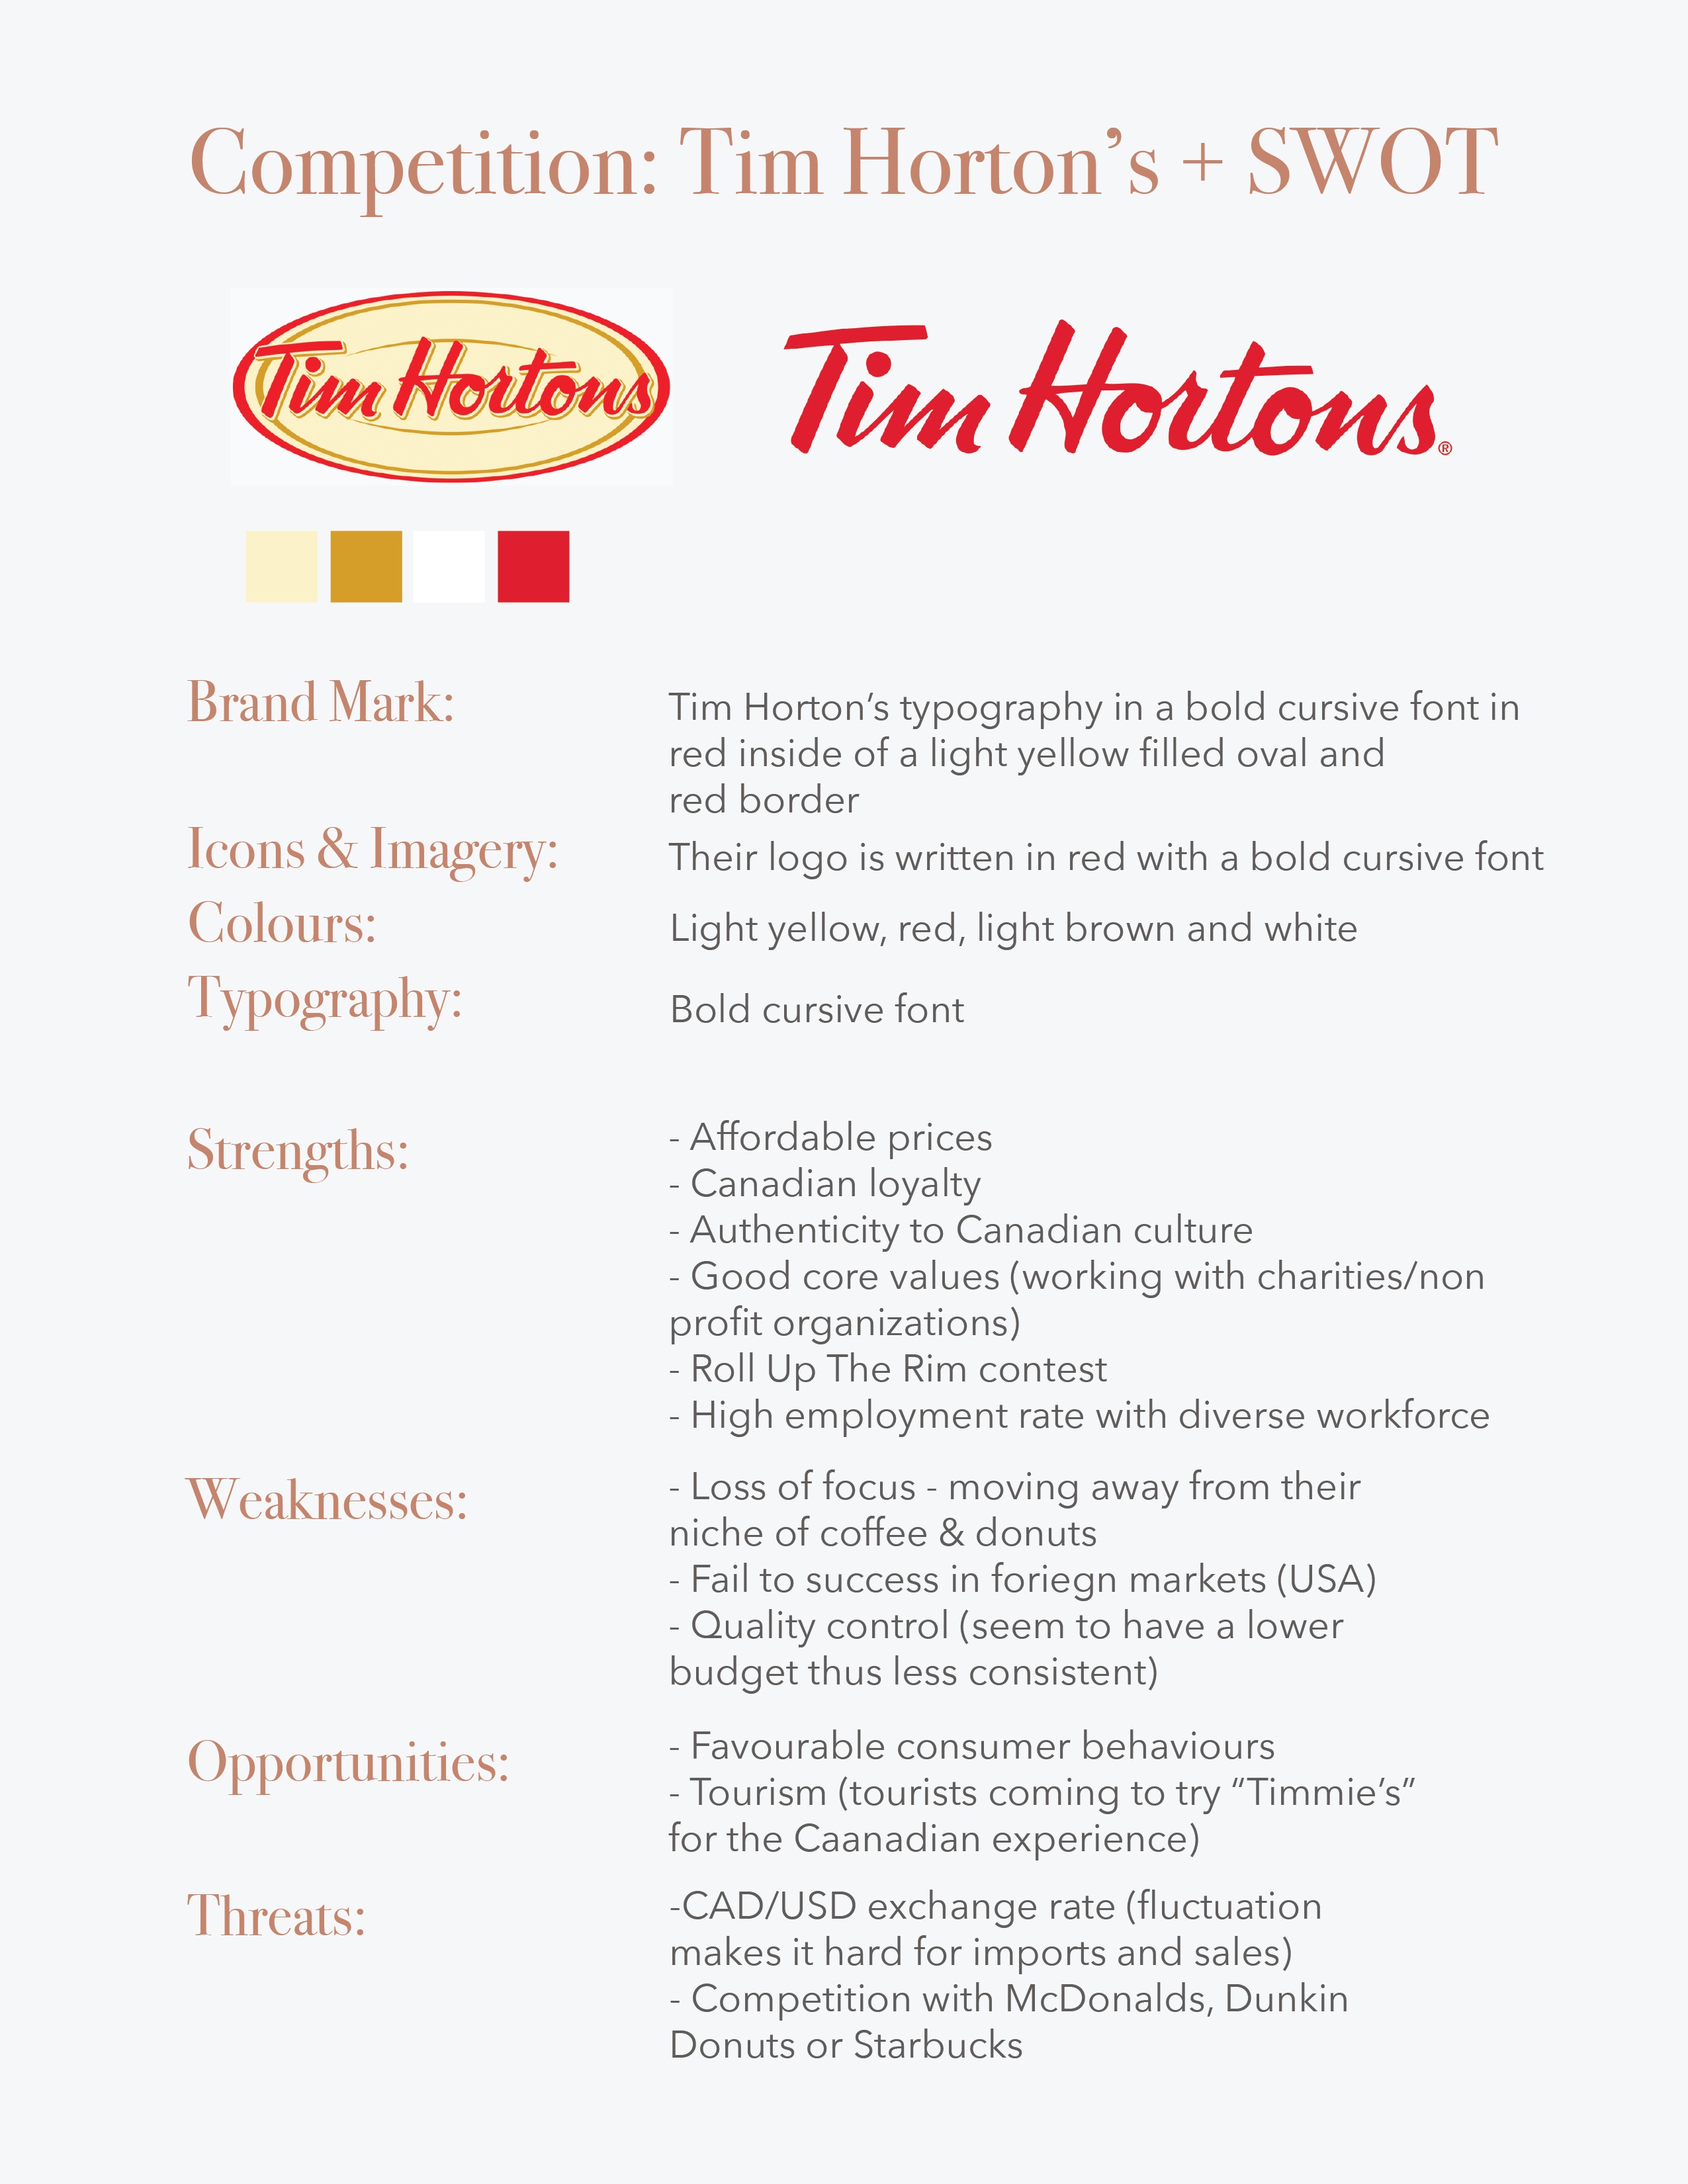 Competition: Tim Horton’s + SWOT
Tim Hortons
Tim Hortons®
Brand Mark:
Tim Horton’s typography in a bold cursive font in
red inside of a light yellow filled oval and
red border
Icons & Imagery:
Their logo is written in red with a bold cursive font
Colours:
Light yellow, red, light brown and white
Typography:
Bold cursive font
Strengths:
- Affordable prices
- Canadian loyalty
- Authenticity to Canadian culture
- Good core values (working with charities/non
profit organizations)
- Roll Up The Rim contest
- High employment rate with diverse workforce
Weaknesses:
- Loss of focus - moving away from their
niche of coffee & donuts
- Fail to success in foriegn markets (USA)
- Quality control (seem to have a lower
budget thus less consistent)
Opportunities:
- Favourable consumer behaviours
- Tourism (tourists coming to try “Timmie’s”
for the Caanadian experience)
Threats:
-CAD/USD exchange rate (fluctuation
makes it hard for imports and sales)
- Competition with McDonalds, Dunkin
Donuts or Starbucks